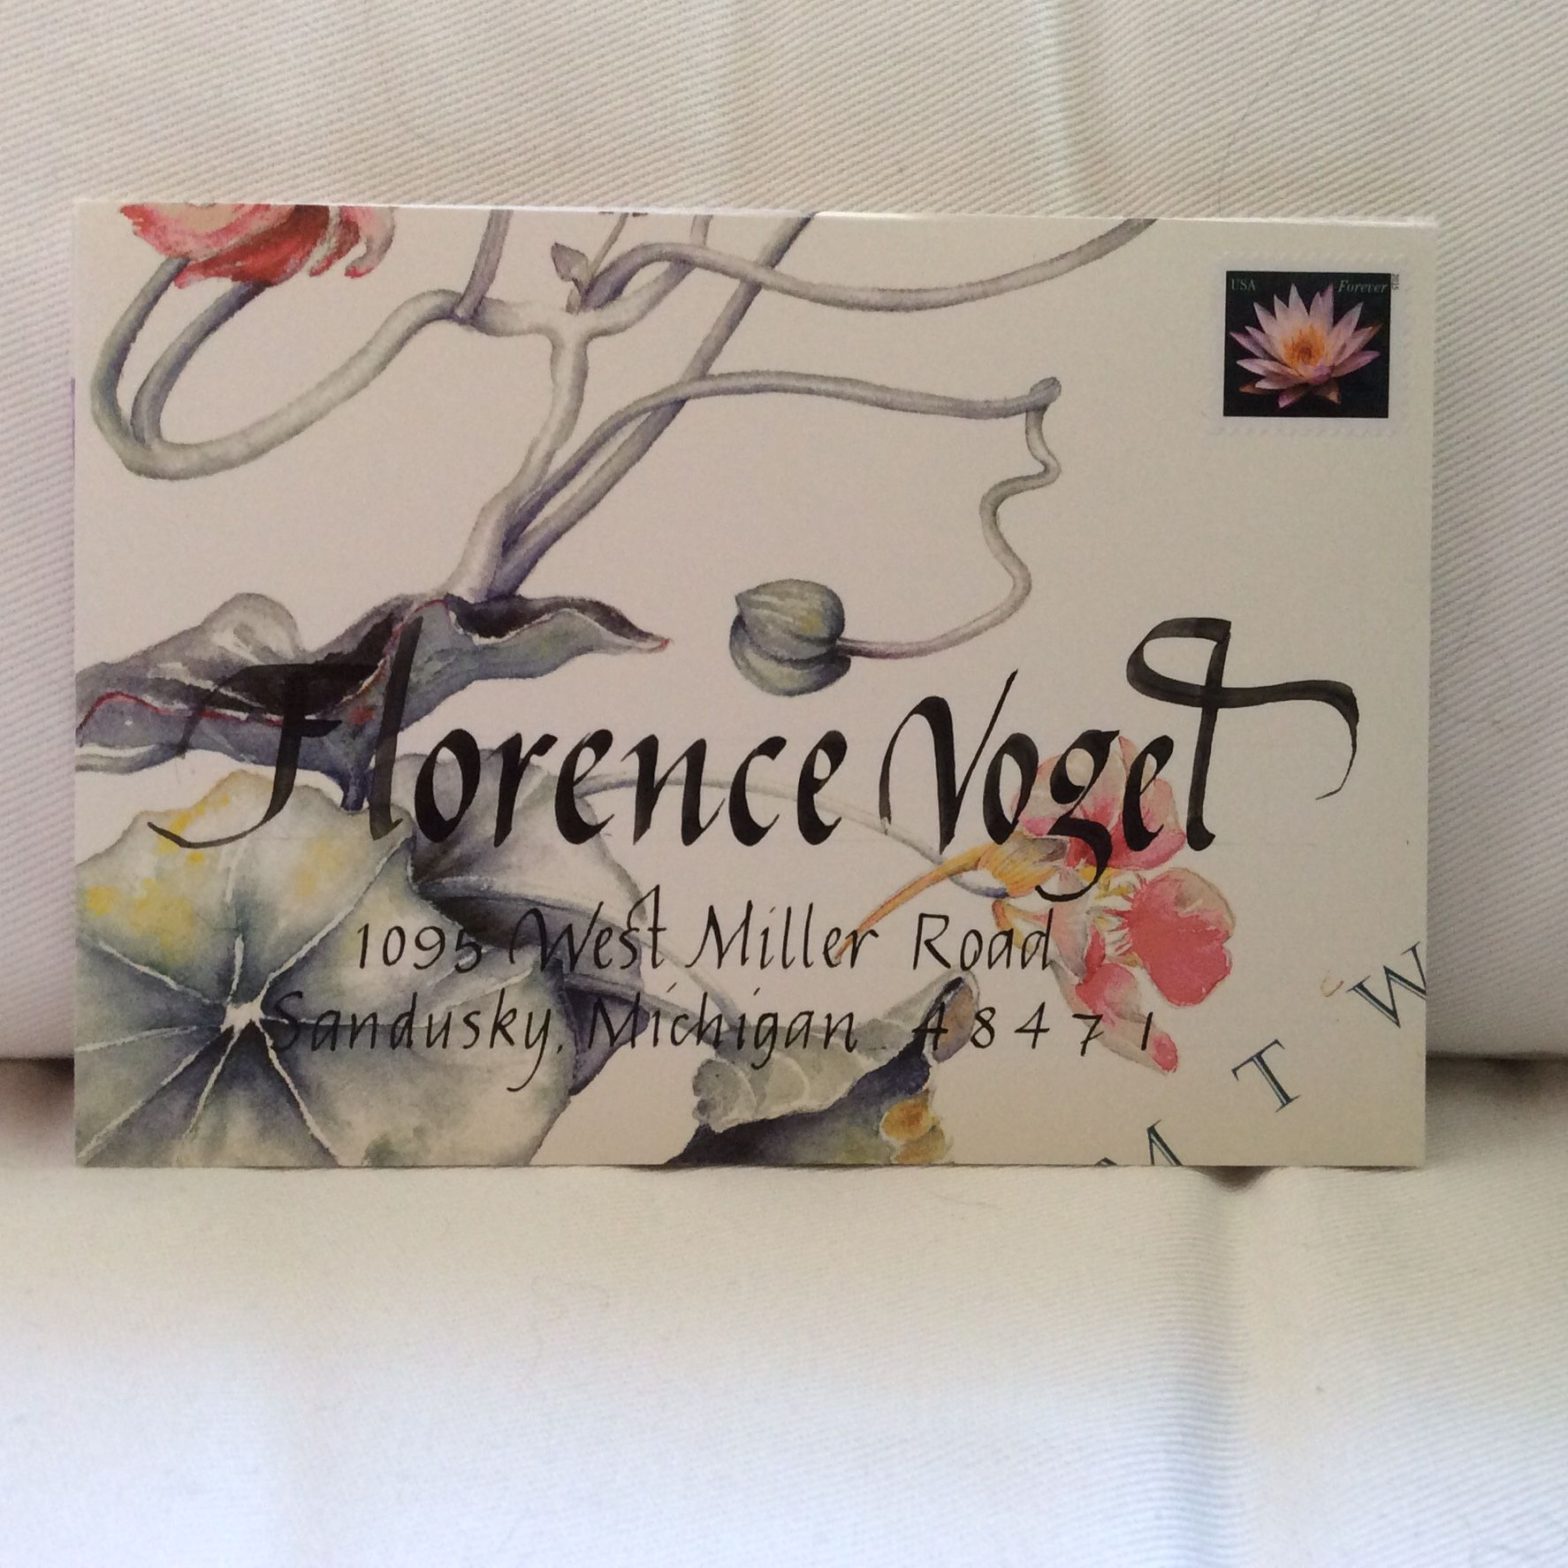 USA Forever
Florence Vogel
1095 West Miller Road
Sandusky, Michigan 48471
A T W